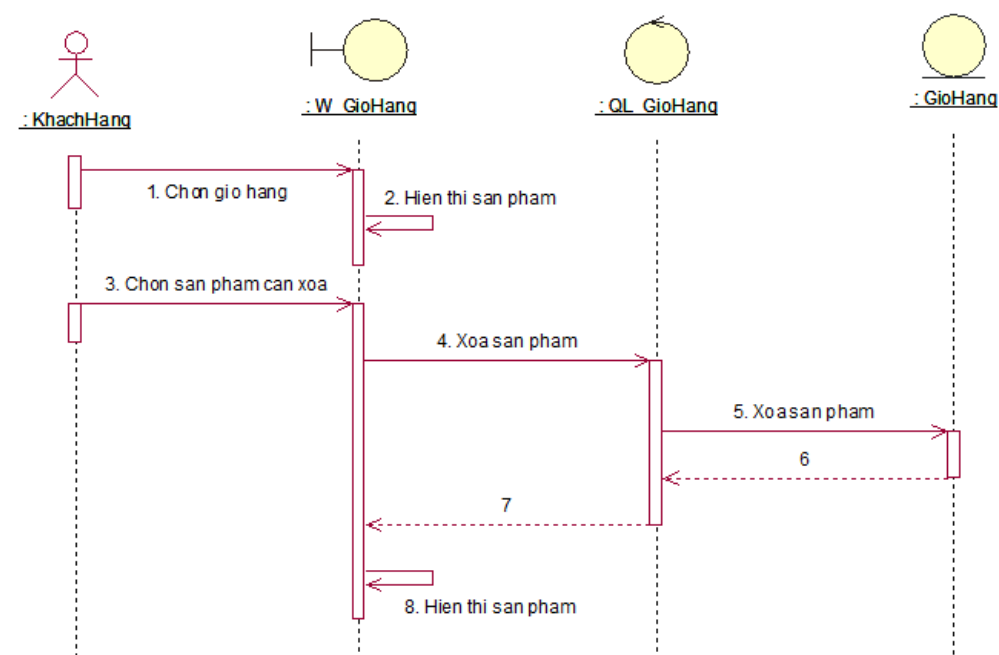 : KhachHang
: W_GioHang
: QL_GioHang
: GioHang
1. Chon gio hang
2. Hien thi san pham
3. Chon san pham can xoa
4. Xoa san pham
5. Xoa san pham
6
7
8. Hien thi san pham